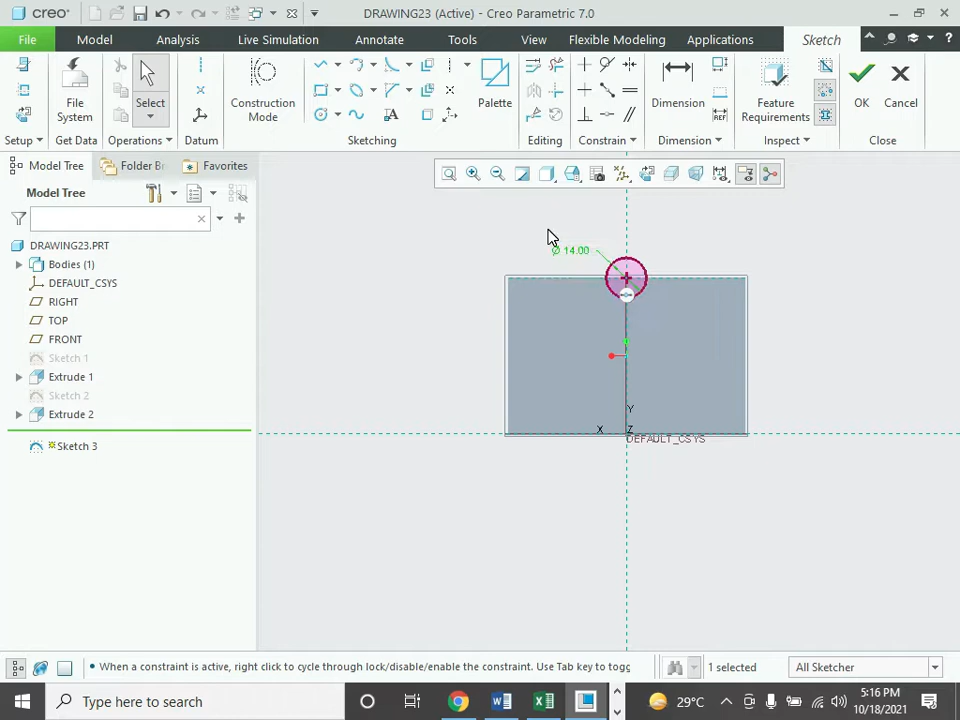 creo
DRAWING23 (Active) - Creo Parametric 7.0
File
Model
Analysis
Live Simulation
Annotate
Tools
View
Flexible Modeling
Applications
Sketch
File System
Select
Construction Mode
Palette
Dimension
Feature Requirements
OK
Cancel
Setup
Get Data
Operations
Datum
Sketching
Editing
Constrain
Dimension
Inspect
Close
Model Tree
Folder Br
Favorites
Model Tree
DRAWING23.PRT
Bodies (1)
DEFAULT_CSYS
RIGHT
TOP
FRONT
Sketch 1
Extrude 1
Sketch 2
Extrude 2
Sketch 3
Ø 14.00
Y
X
Z
DEFAULT_CSYS
• When a constraint is active, right click to cycle through lock/disable/enable the constraint. Use Tab key to togg
1 selected
All Sketcher
Type here to search
29°C
5:16 PM
10/18/2021